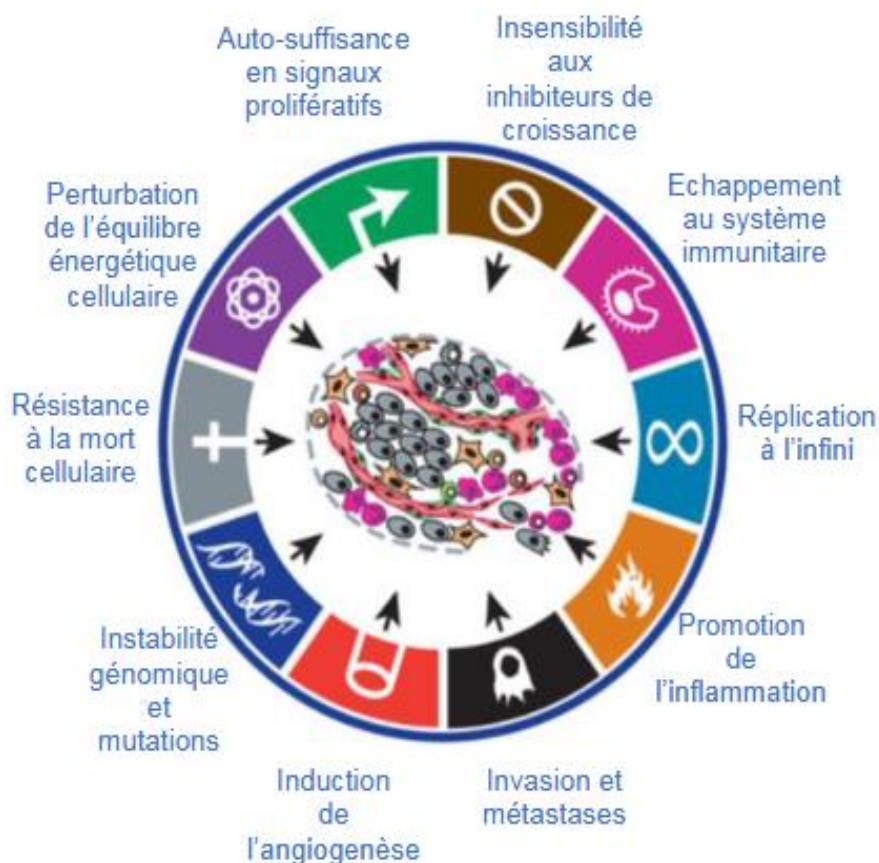 Auto-suffisance
en signaux
prolifératifs
Insensibilité
aux
inhibiteurs de
croissance
Echappement
au système
immunitaire
Réplication
à l'infini
Promotion
de
l'inflammation
Invasion et
métastases
Induction
de
l'angiogenèse
Instabilité
génomique
et
mutations
Résistance
à la mort
cellulaire
Perturbation
de l'équilibre
énergétique
cellulaire